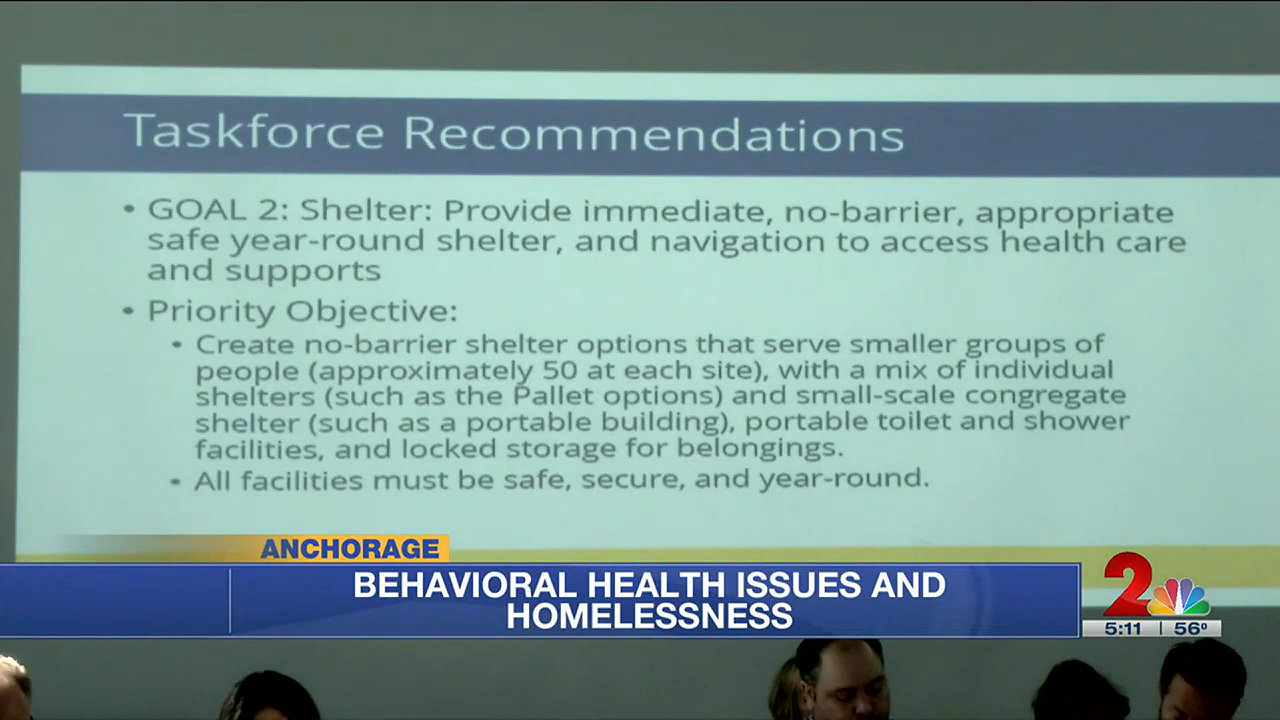 Taskforce Recommendations
• GOAL 2: Shelter: Provide immediate, no-barrier, appropriate
safe year-round shelter, and navigation to access health care
and supports
• Priority Objective:
• Create no-barrier shelter options that serve smaller groups of
people (approximately 50 at each site), with a mix of individual
shelters (such as the Pallet options) and small-scale congregate
shelter (such as a portable building), portable toilet and shower
facilities, and locked storage for belongings.
• All facilities must be safe, secure, and year-round.
ANCHORAGE
BEHAVIORAL HEALTH ISSUES AND
HOMELESSNESS
2
5:11 | 56°